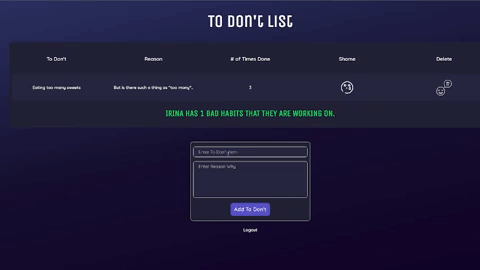 TO DON'T LIST
To Don't Reason # of Times Done Shame Delete
Eating too many sweets But is there such a thing as "too many"... 3
IRINA HAS 1 BAD HABITS THAT THEY ARE WORKING ON.
Enter To Don't Item
Enter Reason Why
Add To Don't
Logout